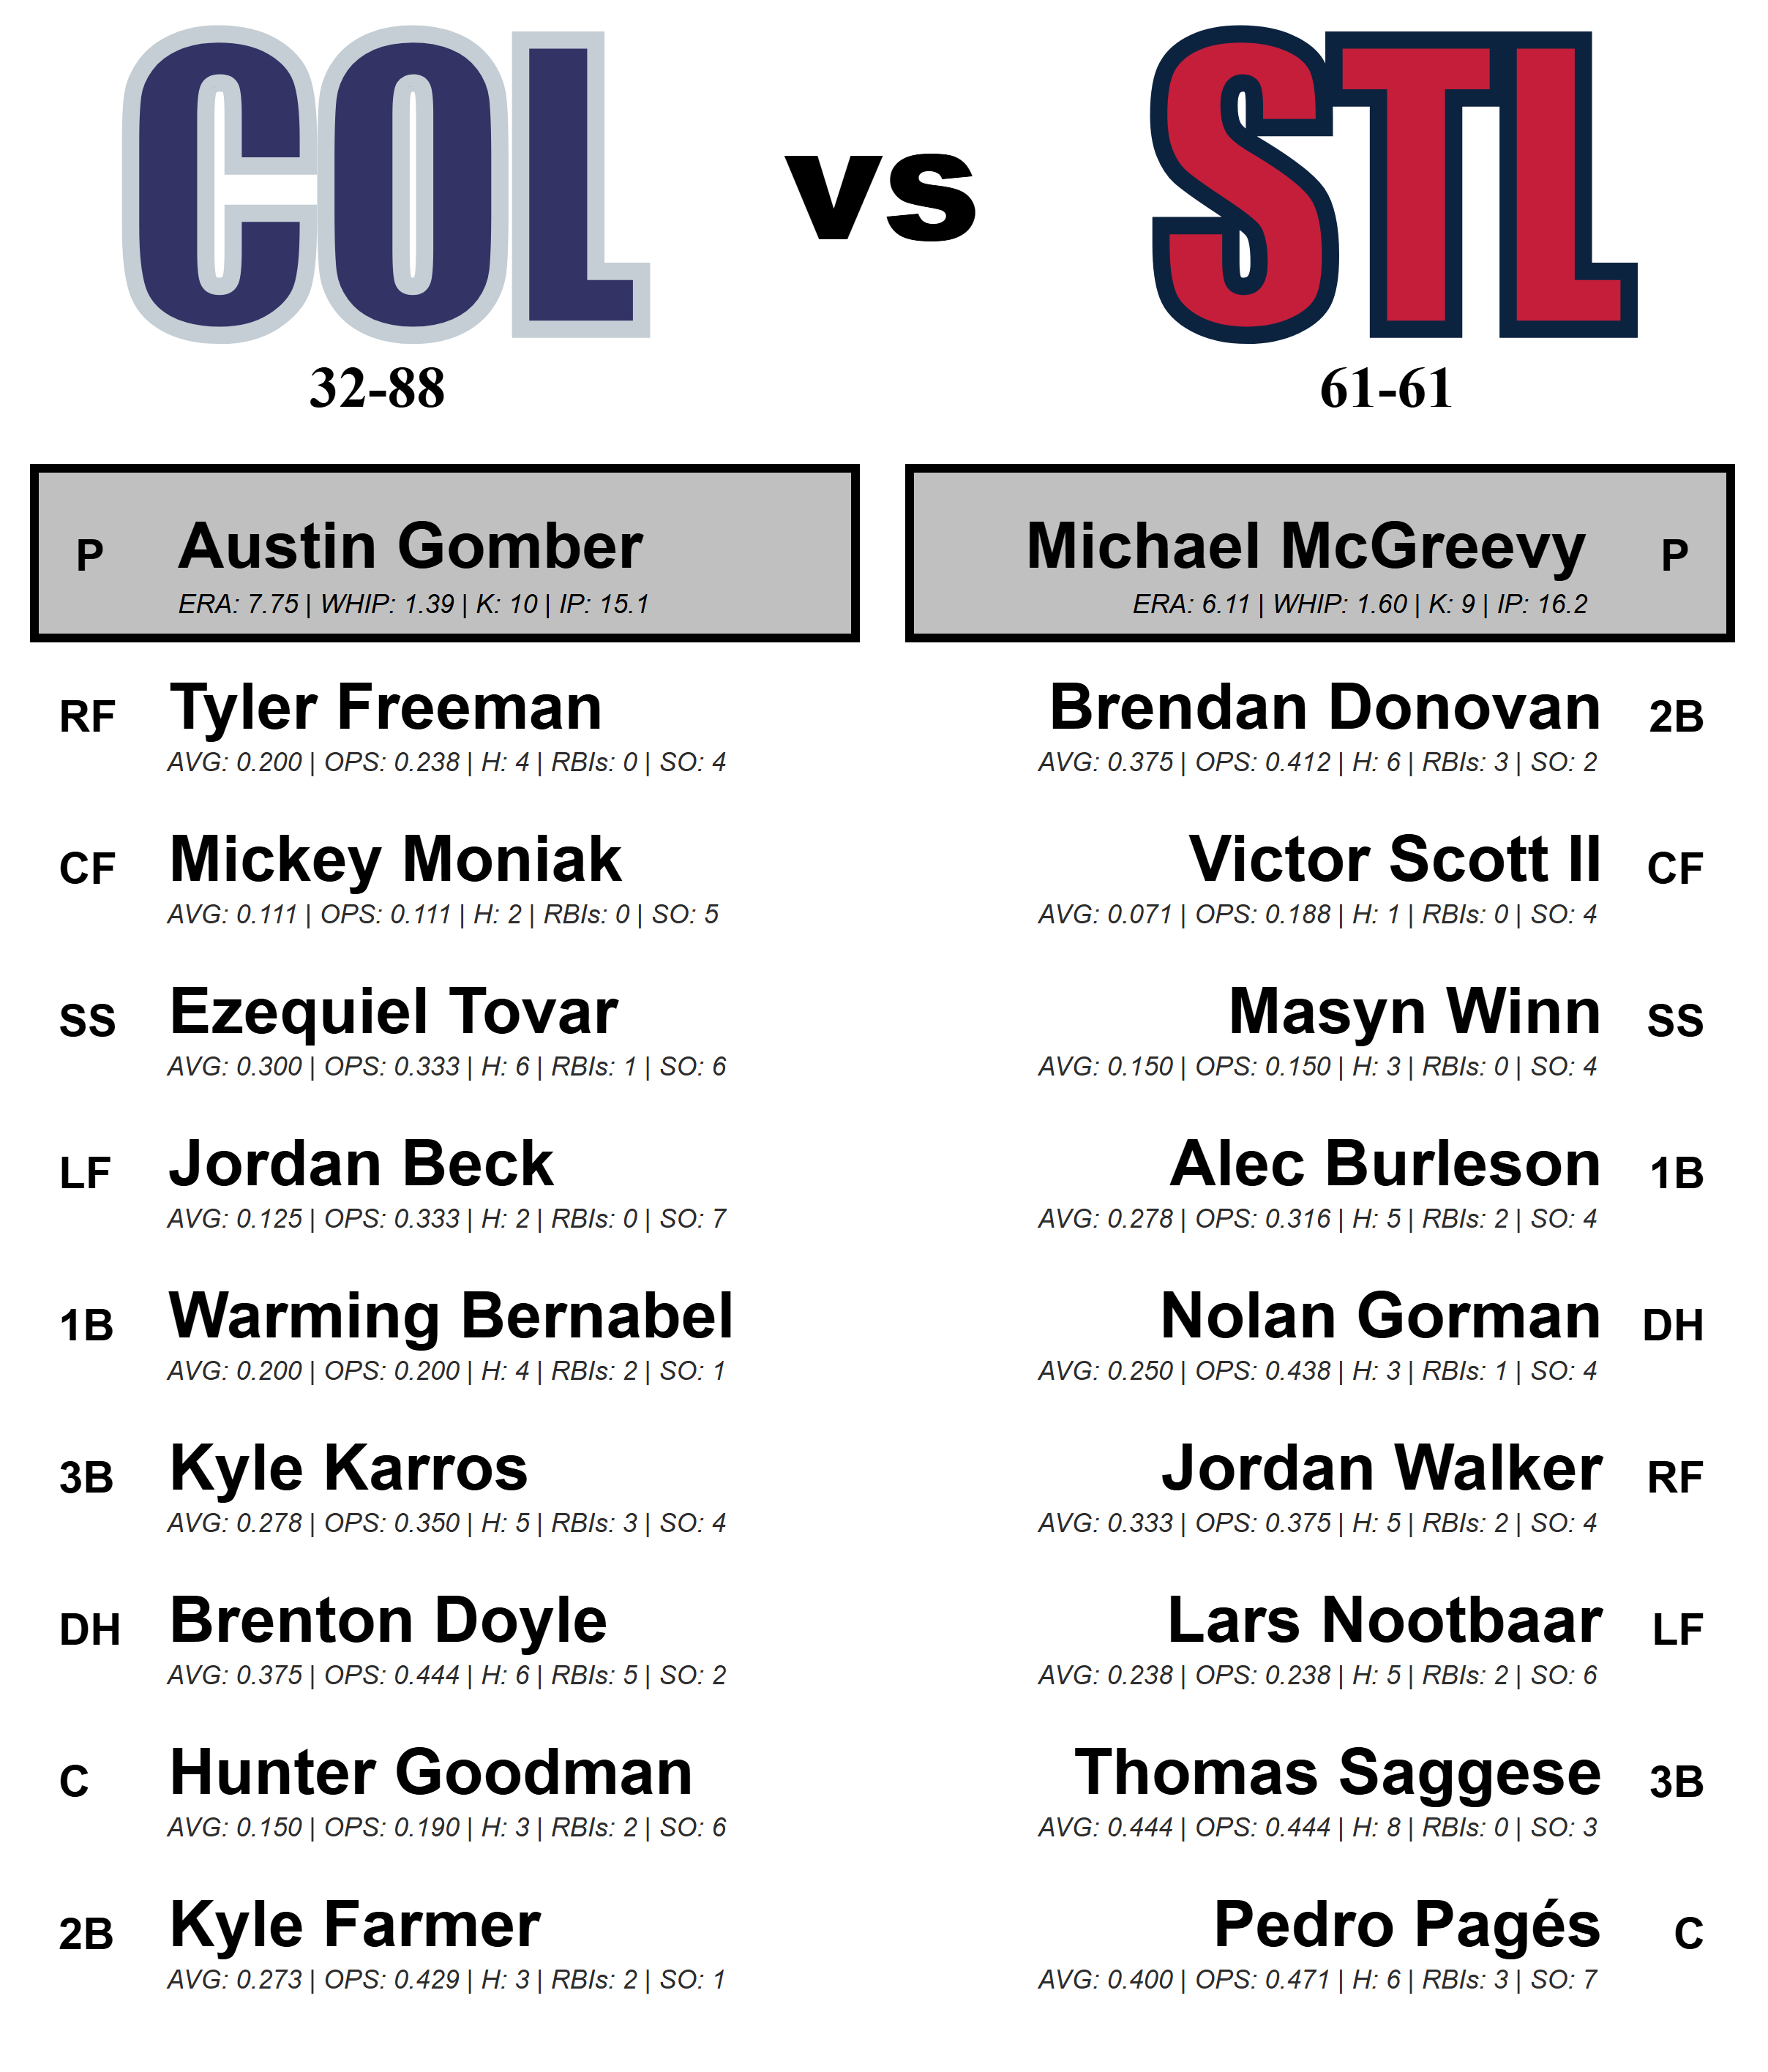 COL vs STL
32-88 61-61
P Austin Gomber
ERA: 7.75 | WHIP: 1.39 | K: 10 | IP: 15.1
Michael McGreevy P
ERA: 6.11 | WHIP: 1.60 | K: 9 | IP: 16.2
RF Tyler Freeman
AVG: 0.200 | OPS: 0.238 | H: 4 | RBIs: 0 | SO: 4
CF Mickey Moniak
AVG: 0.111 | OPS: 0.111 | H: 2 | RBIs: 0 | SO: 5
SS Ezequiel Tovar
AVG: 0.300 | OPS: 0.333 | H: 6 | RBIs: 1 | SO: 6
LF Jordan Beck
AVG: 0.125 | OPS: 0.333 | H: 2 | RBIs: 0 | SO: 7
1B Warming Bernabel
AVG: 0.200 | OPS: 0.200 | H: 4 | RBIs: 2 | SO: 1
3B Kyle Karros
AVG: 0.278 | OPS: 0.350 | H: 5 | RBIs: 3 | SO: 4
DH Brenton Doyle
AVG: 0.375 | OPS: 0.444 | H: 6 | RBIs: 5 | SO: 2
C Hunter Goodman
AVG: 0.150 | OPS: 0.190 | H: 3 | RBIs: 2 | SO: 6
2B Kyle Farmer
AVG: 0.273 | OPS: 0.429 | H: 3 | RBIs: 2 | SO: 1
Brendan Donovan 2B
AVG: 0.375 | OPS: 0.412 | H: 6 | RBIs: 3 | SO: 2
Victor Scott II CF
AVG: 0.071 | OPS: 0.188 | H: 1 | RBIs: 0 | SO: 4
Masyn Winn SS
AVG: 0.150 | OPS: 0.150 | H: 3 | RBIs: 0 | SO: 4
Alec Burleson 1B
AVG: 0.278 | OPS: 0.316 | H: 5 | RBIs: 2 | SO: 4
Nolan Gorman DH
AVG: 0.250 | OPS: 0.438 | H: 3 | RBIs: 1 | SO: 4
Jordan Walker RF
AVG: 0.333 | OPS: 0.375 | H: 5 | RBIs: 2 | SO: 4
Lars Nootbaar LF
AVG: 0.238 | OPS: 0.238 | H: 5 | RBIs: 2 | SO: 6
Thomas Saggese 3B
AVG: 0.444 | OPS: 0.444 | H: 8 | RBIs: 0 | SO: 3
Pedro Pagés C
AVG: 0.400 | OPS: 0.471 | H: 6 | RBIs: 3 | SO: 7